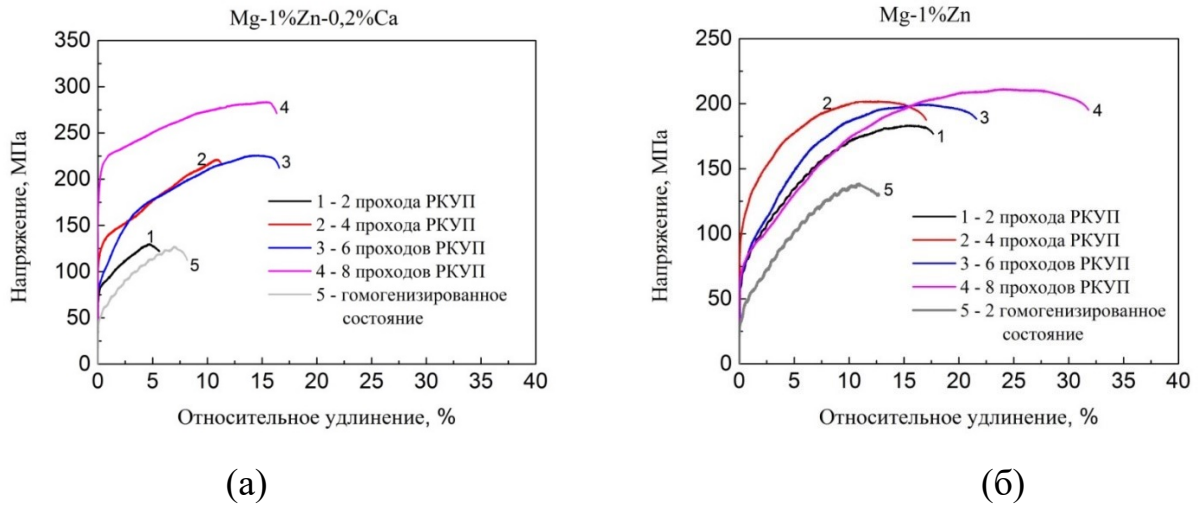 Mg-1%Zn-0,2%Ca
350
300
250
200
150
100
50
0
0
5
10
15
20
25
30
35
40
Напряжение, МПа
Относительное удлинение, %
4
2
3
1
5
1 - 2 прохода РКУП
2 - 4 прохода РКУП
3 - 6 проходов РКУП
4 - 8 проходов РКУП
5 - гомогенизированное
состояние
(а)
Mg-1%Zn
250
200
150
100
50
0
0
5
10
15
20
25
30
35
40
Напряжение, МПа
Относительное удлинение, %
2
4
3
1
5
1 - 2 прохода РКУП
2 - 4 прохода РКУП
3 - 6 проходов РКУП
4 - 8 проходов РКУП
5 - 2 гомогенизированное
состояние
(б)